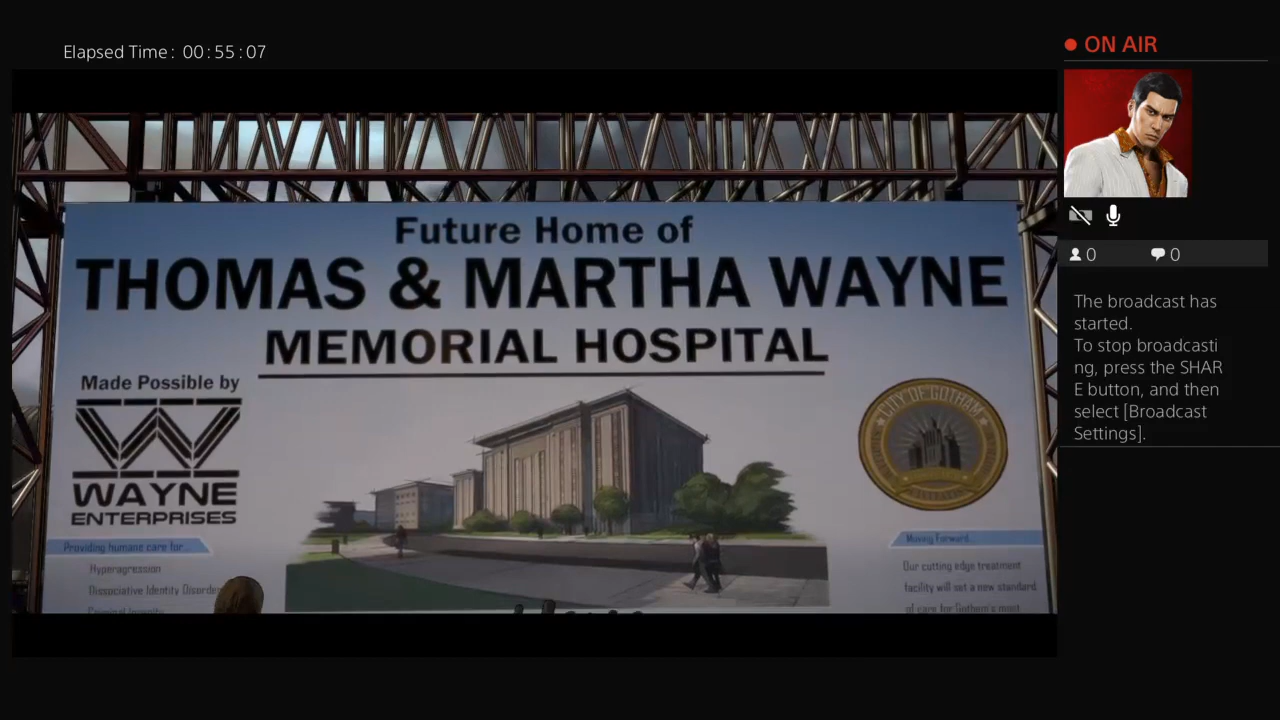 Elapsed Time: 00:55:07
ON AIR
Future Home of
THOMAS & MARTHA WAYNE
MEMORIAL HOSPITAL
Made Possible by
WAYNE
ENTERPRISES
CITY OF GOTHAM
Providing humane care for...
Hyperagression
Dissociative Identity Disorder
Criminal Insanity
Moving Forward...
Our cutting edge treatment
facility will set a new standard
of care for Gotham's most
0
0
The broadcast has
started.
To stop broadcasti
ng, press the SHAR
E button, and then
select [Broadcast
Settings].